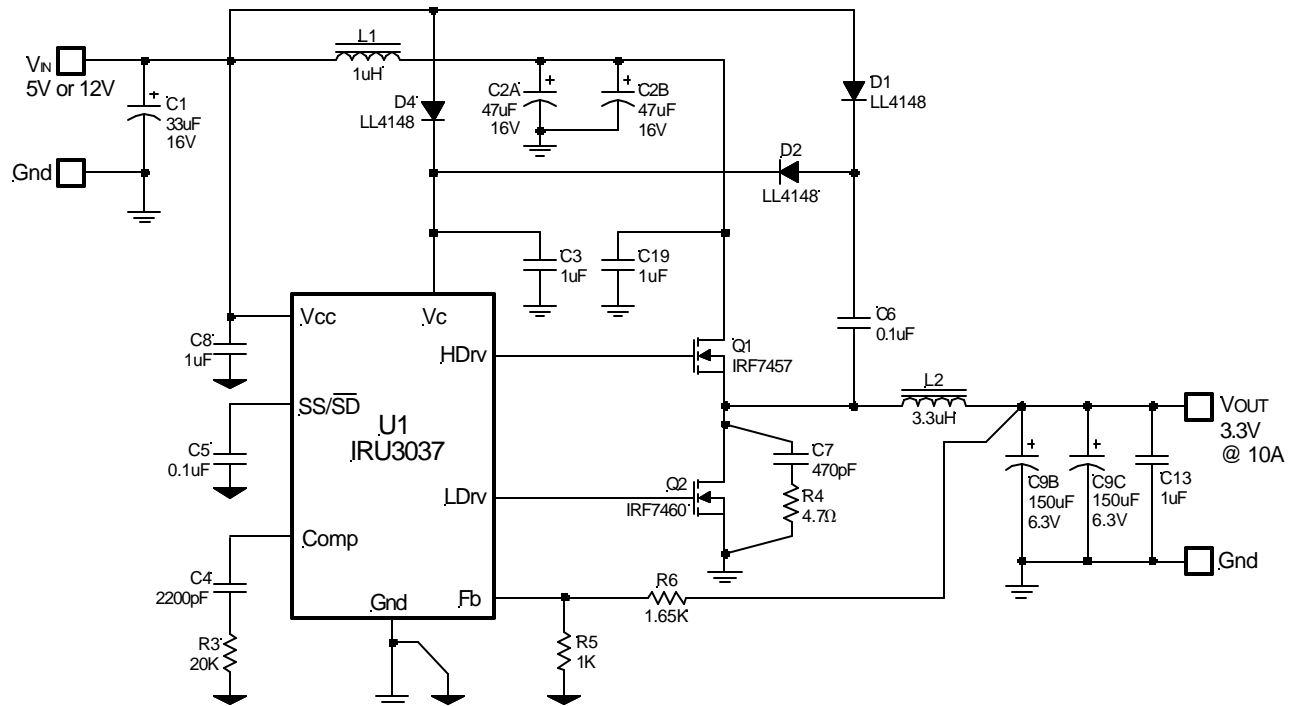 L1
1uH
VIN
5V or 12V
C1
33uF
16V
Gnd
D4
LL4148
C2A
47uF
16V
C2B
47uF
16V
D1
LL4148
D2
LL4148
C3
1uF
C19
1uF
C6
0.1uF
Vcc
Vc
C8
1uF
HDrv
Q1
IRF7457
SS/SD
U1
IRU3037
C5
0.1uF
L2
3.3uH
VOUT
3.3V
@ 10A
C7
470pF
R4
4.7Ω
LDrv
Q2
IRF7460
C9B
150uF
6.3V
C9C
150uF
6.3V
C13
1uF
Gnd
Comp
C4
2200pF
R3
20K
Gnd
Fb
R6
1.65K
R5
1K